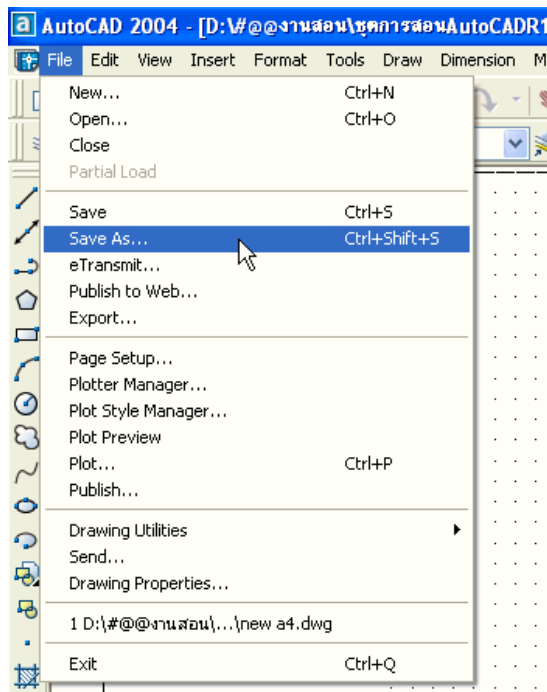 a AutoCAD 2004 - [D:\#@@งานสอน\ชุดการสอนAutoCADR1
File Edit View Insert Format Tools Draw Dimension M
New... Ctrl+N
Open... Ctrl+O
Close
Partial Load
Save Ctrl+S
Save As... Ctrl+Shift+S
eTransmit...
Publish to Web...
Export...
Page Setup...
Plotter Manager...
Plot Style Manager...
Plot Preview
Plot... Ctrl+P
Publish...
Drawing Utilities
Send...
Drawing Properties...
1 D:\#@@งานสอน\...\new a4.dwg
Exit Ctrl+Q